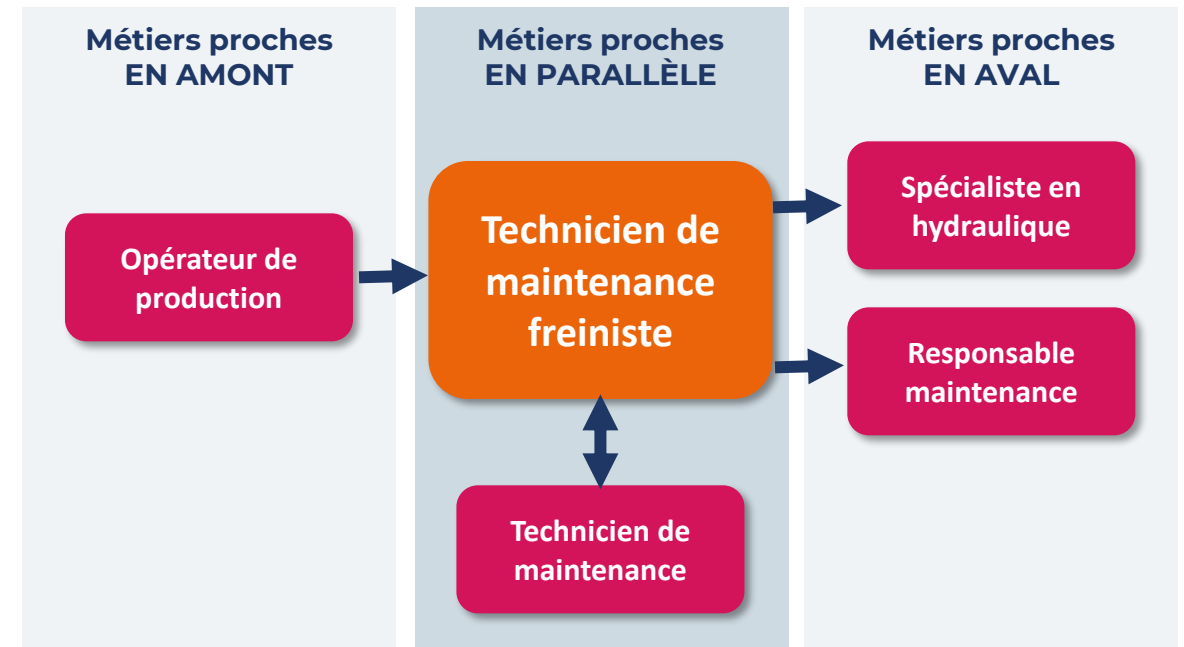 Métiers proches
EN AMONT
Métiers proches
EN PARALLÈLE
Métiers proches
EN AVAL
Opérateur de
production
Technicien de
maintenance
freiniste
Technicien de
maintenance
Spécialiste en
hydraulique
Responsable
maintenance